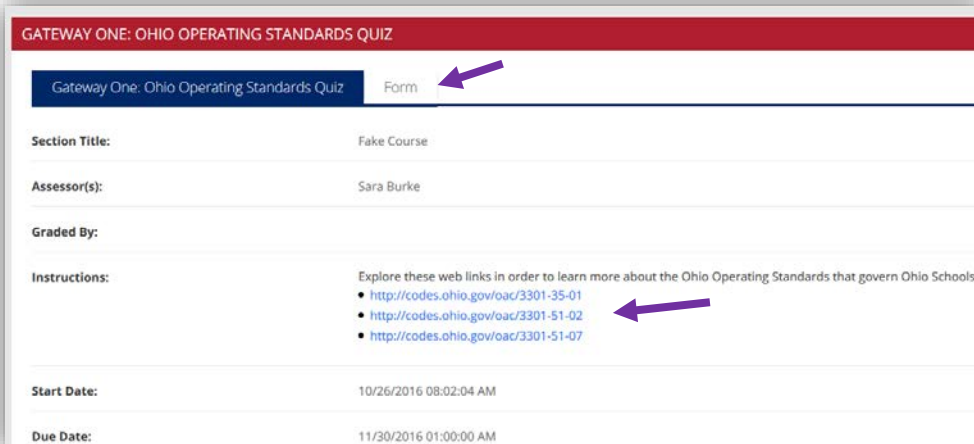 GATEWAY ONE: OHIO OPERATING STANDARDS QUIZ
Gateway One: Ohio Operating Standards Quiz Form
Section Title: Fake Course
Assessor(s): Sara Burke
Graded By:
Instructions: Explore these web links in order to learn more about the Ohio Operating Standards that govern Ohio Schools
• http://codes.ohio.gov/oac/3301-35-01
• http://codes.ohio.gov/oac/3301-51-02
• http://codes.ohio.gov/oac/3301-51-07
Start Date: 10/26/2016 08:02:04 AM
Due Date: 11/30/2016 01:00:00 AM